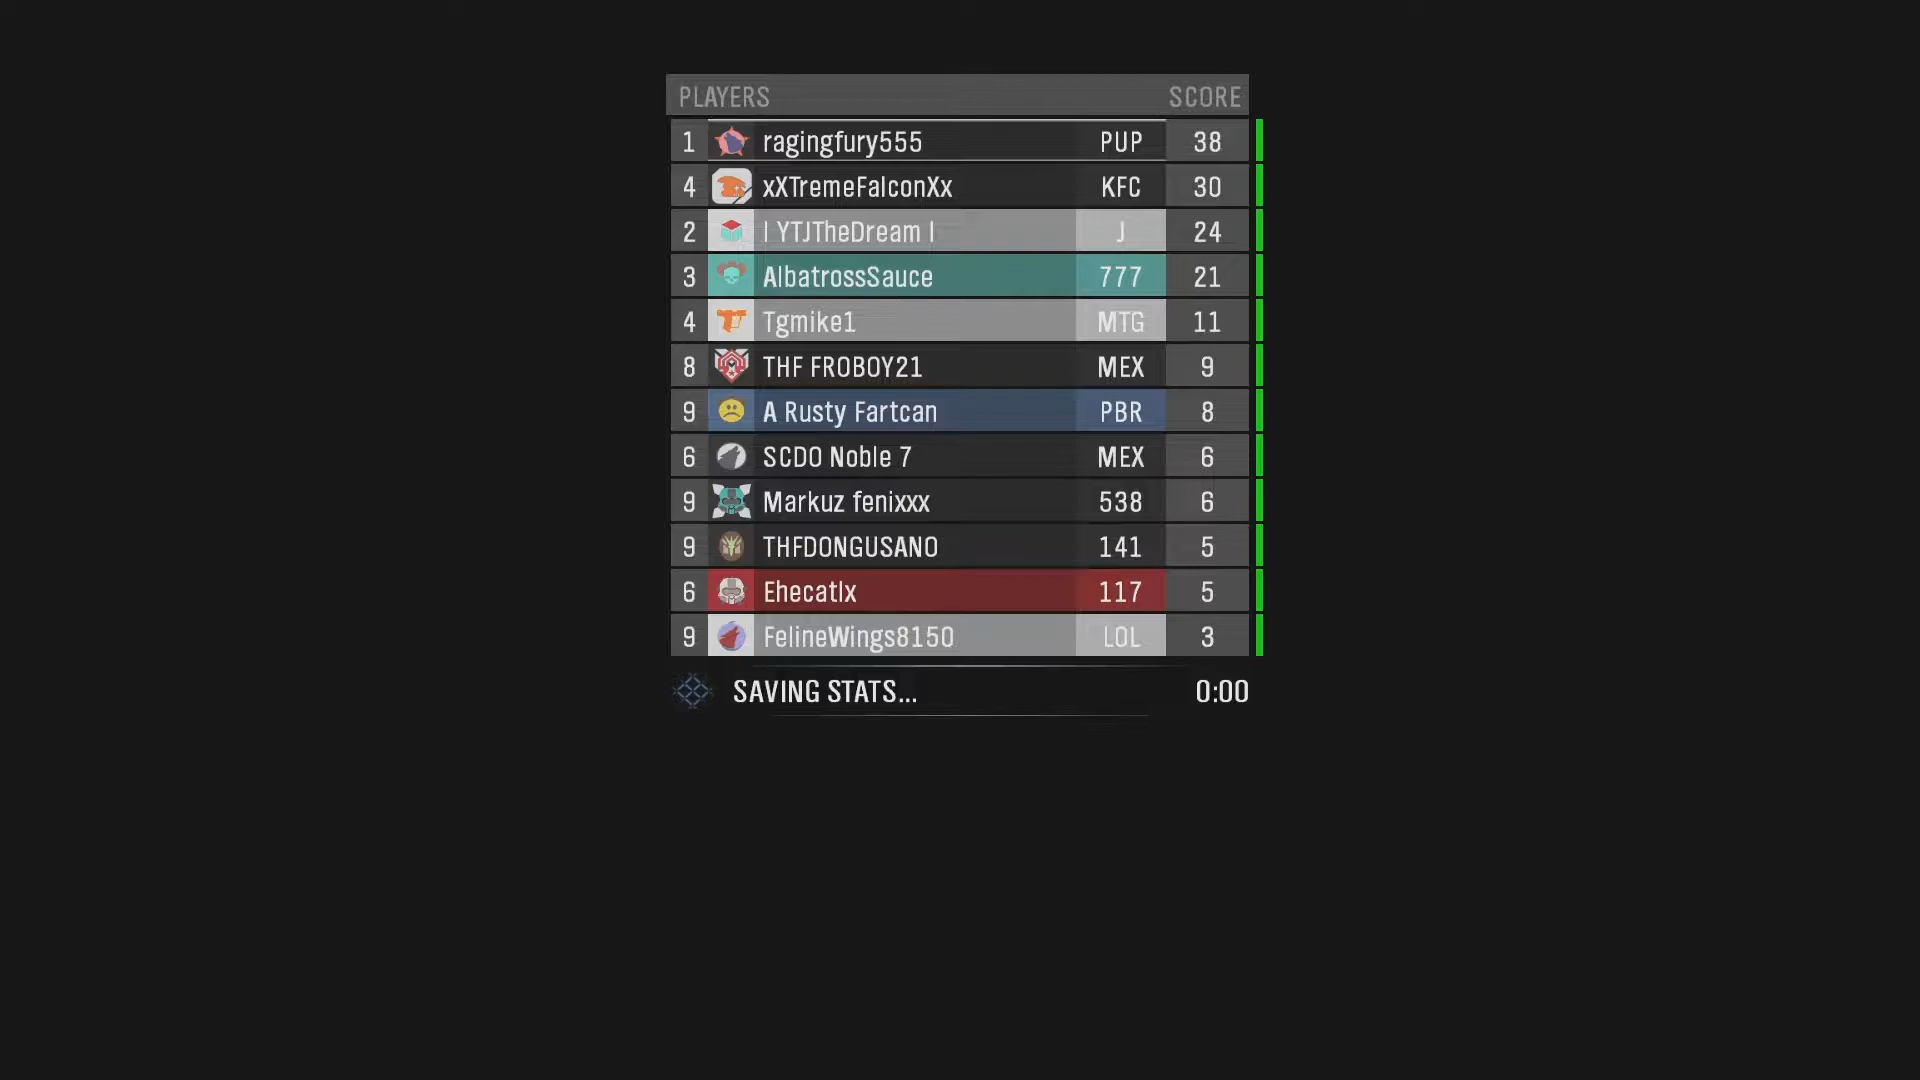 PLAYERS SCORE
1 ragingfury555 PUP 38
4 xXTremeFalconXx KFC 30
2 l YTJTheDream l J 24
3 AlbatrossSauce 777 21
4 Tgmike1 MTG 11
8 THF FROBOY21 MEX 9
9 A Rusty Fartcan PBR 8
6 SCDO Noble 7 MEX 6
9 Markuz fenixxx 538 6
9 THFDONGUSANO 141 5
6 Ehecatlx 117 5
9 FelineWings8150 LOL 3
SAVING STATS... 0:00